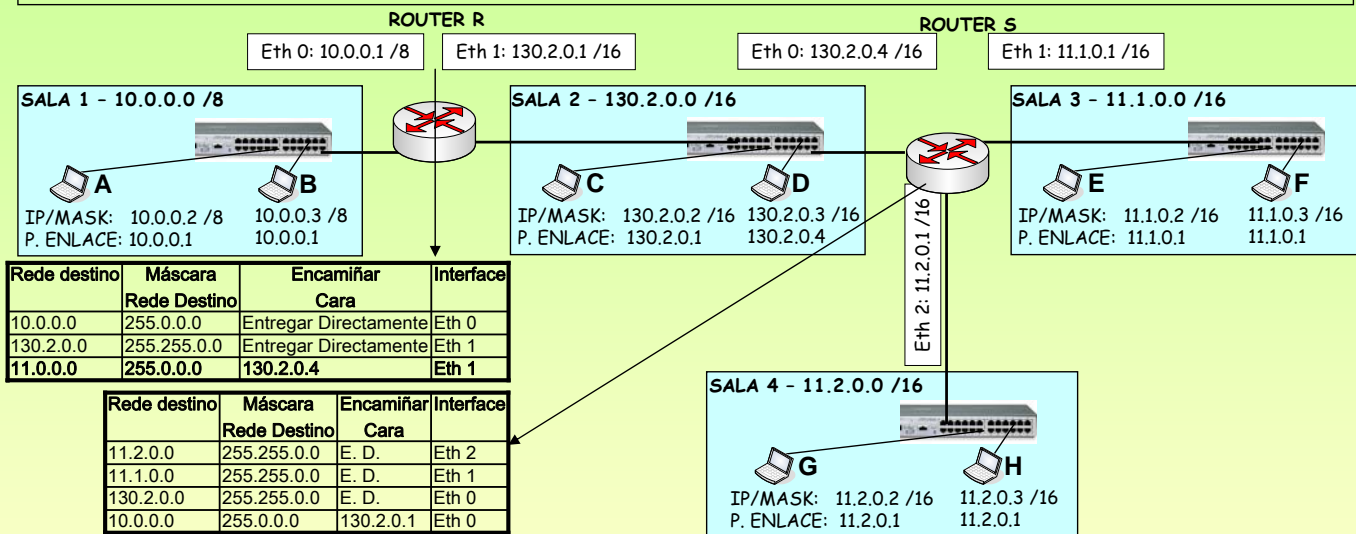 ROUTER R
ROUTER S
Eth 0: 10.0.0.1 /8
Eth 1: 130.2.0.1 /16
Eth 0: 130.2.0.4 /16
Eth 1: 11.1.0.1 /16
SALA 1 – 10.0.0.0 /8
A
B
IP/MASK: 10.0.0.2 /8 10.0.0.3 /8
P. ENLACE: 10.0.0.1 10.0.0.1
SALA 2 – 130.2.0.0 /16
C
D
IP/MASK: 130.2.0.2 /16 130.2.0.3 /16
P. ENLACE: 130.2.0.1 130.2.0.4
SALA 3 – 11.1.0.0 /16
E
F
IP/MASK: 11.1.0.2 /16 11.1.0.3 /16
P. ENLACE: 11.1.0.1 11.1.0.1
Eth 2: 11.2.0.1 /16
Rede destino Máscara Encamiñar Interface
Rede Destino Cara
10.0.0.0 255.0.0.0 Entregar Directamente Eth 0
130.2.0.0 255.255.0.0 Entregar Directamente Eth 1
11.0.0.0 255.0.0.0 130.2.0.4 Eth 1
Rede destino Máscara Encamiñar Interface
Rede Destino Cara
11.2.0.0 255.255.0.0 E. D. Eth 2
11.1.0.0 255.255.0.0 E. D. Eth 1
130.2.0.0 255.255.0.0 E. D. Eth 0
10.0.0.0 255.0.0.0 130.2.0.1 Eth 0
SALA 4 – 11.2.0.0 /16
G
H
IP/MASK: 11.2.0.2 /16 11.2.0.3 /16
P. ENLACE: 11.2.0.1 11.2.0.1